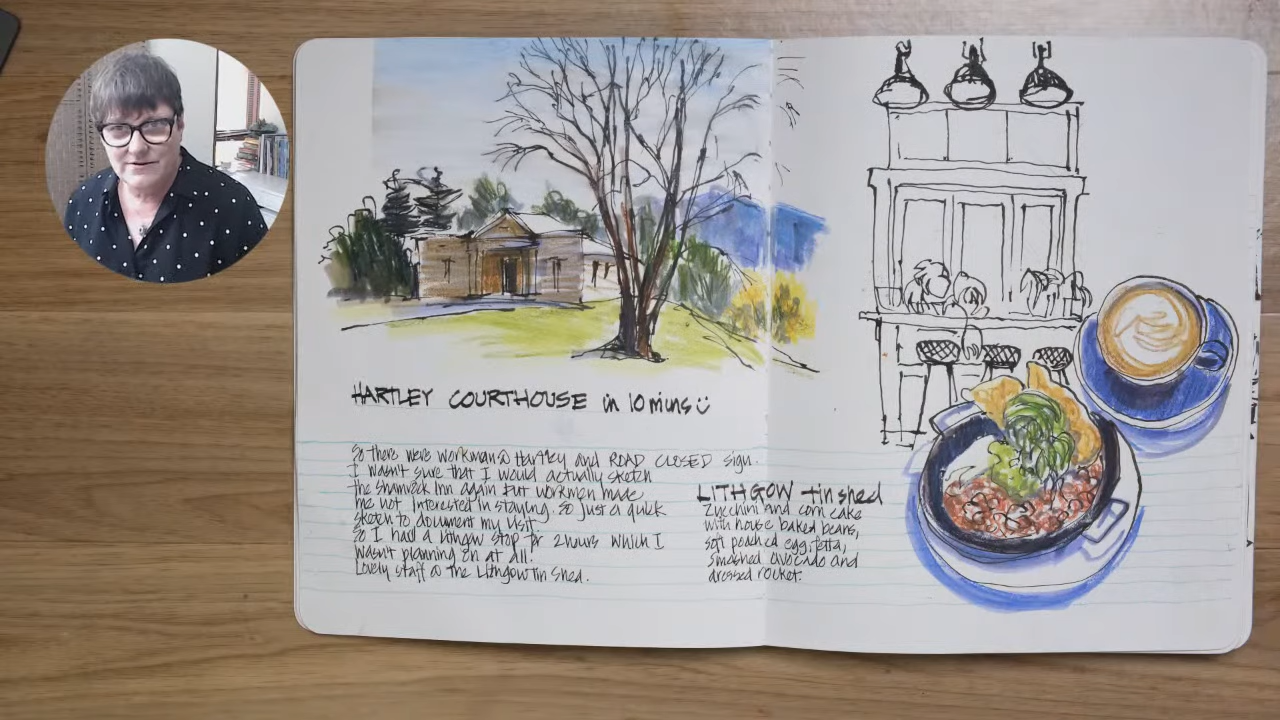 HARTLEY COURTHOUSE in 10 mins
So there were workman @ Hartley and ROAD CLOSED sign.
I wasn't sure that I would actually sketch
the Shamrock Inn again but workmen made
me not interested in staying. So just a quick
sketch to document my visit.
So I had a Lithgow stop for 2 hours which I
wasn't planning on at all!
Lovely staff @ the Lithgow Tin Shed.
LITHGOW tin shed
Zucchini and corn cake
with house baked beans,
soft poached egg, fetta,
smashed avocado and
dressed rocket.